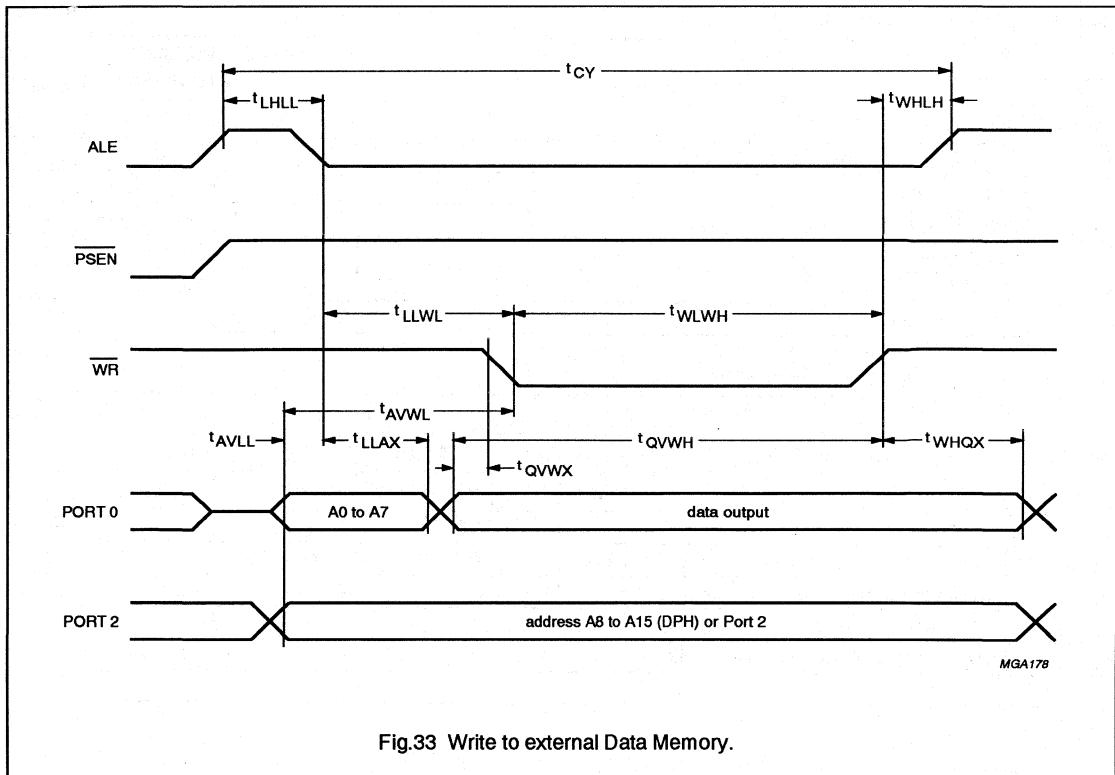 tCY
tLHLL
tWHLH
ALE
PSEN
tLLWL
tWLWH
WR
tAVWL
tAVLL
tLLAX
tQVWH
tWHQX
tQVWX
PORT 0
A0 to A7
data output
PORT 2
address A8 to A15 (DPH) or Port 2
MGA178
Fig.33 Write to external Data Memory.